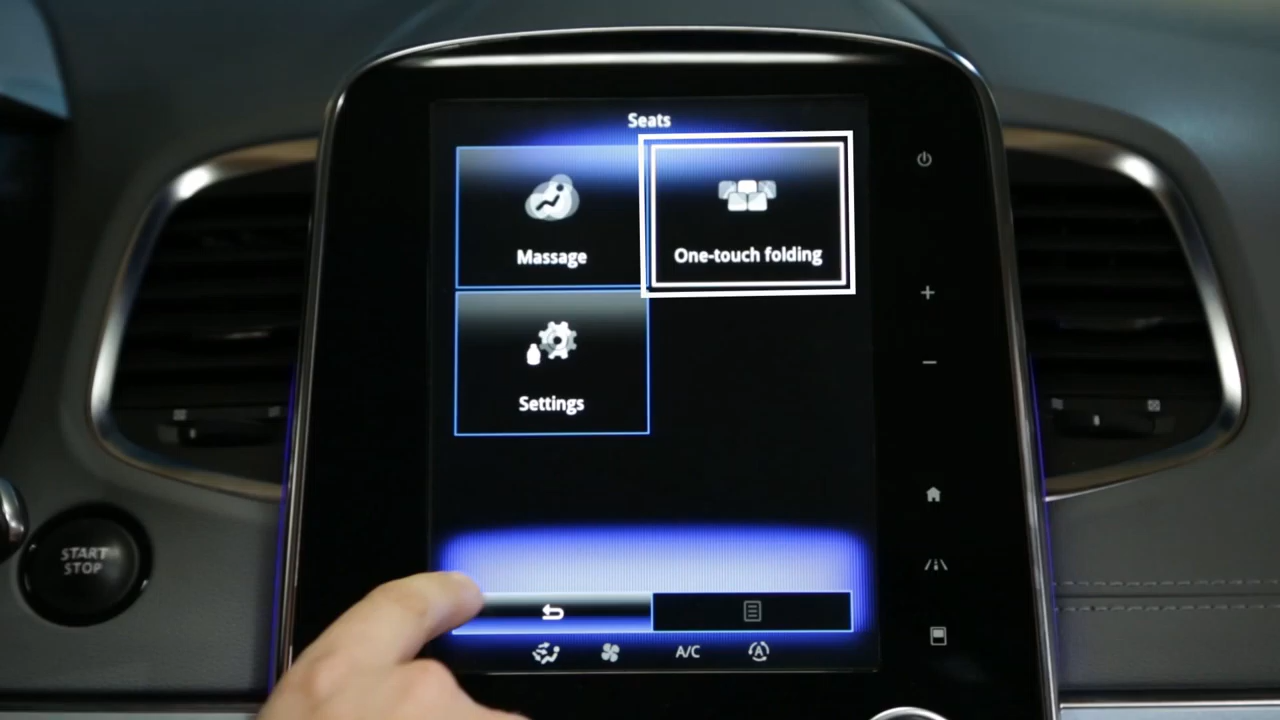 Seats
Massage
One-touch folding
Settings
START
STOP
A/C
A